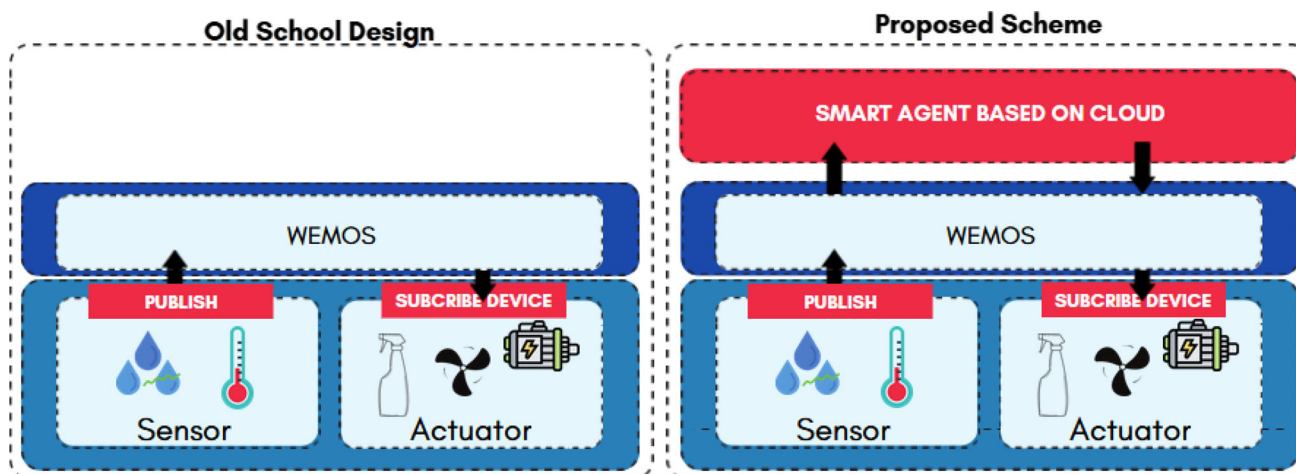 Old School Design
WEMOS
PUBLISH
SUBCRIBE DEVICE
Sensor
Actuator
Proposed Scheme
SMART AGENT BASED ON CLOUD
WEMOS
PUBLISH
SUBCRIBE DEVICE
Sensor
Actuator